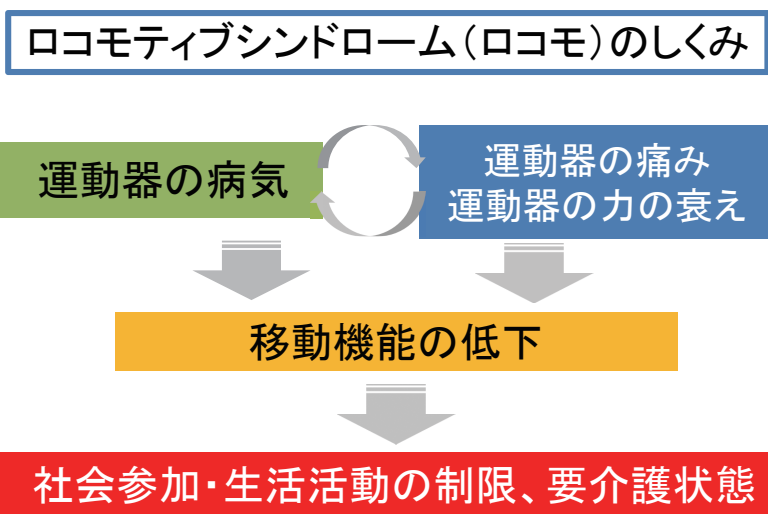 ロコモティブシンドローム(ロコモ)のしくみ
運動器の病気
運動器の痛み
運動器の力の衰え
移動機能の低下
社会参加・生活活動の制限、要介護状態